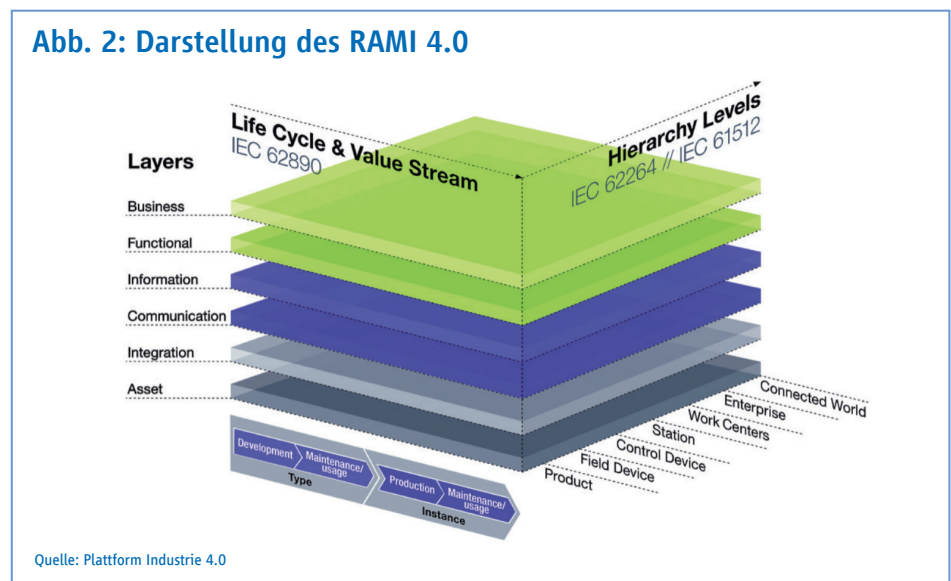 Abb. 2: Darstellung des RAMI 4.0
Life Cycle & Value Stream
IEC 62890
Hierarchy Levels
IEC 62264 // IEC 61512
Layers
Business
Functional
Information
Communication
Integration
Asset
Connected World
Enterprise
Work Centers
Station
Control Device
Field Device
Product
Development
Maintenance/
usage
Type
Production
Maintenance/
usage
Instance
Quelle: Plattform Industrie 4.0